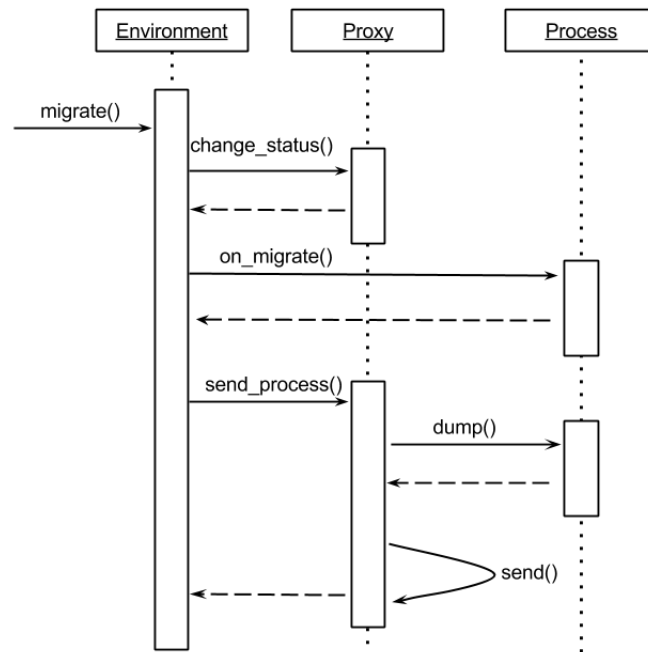 Environment
Proxy
Process
migrate()
change_status()
on_migrate()
send_process()
dump()
send()